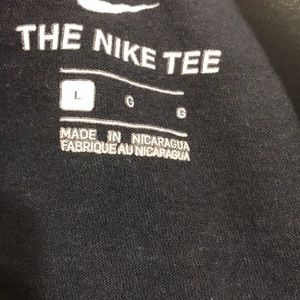 THE NIKE TEE
L G G
MADE IN NICARAGUA
FABRIQUE AU NICARAGUA